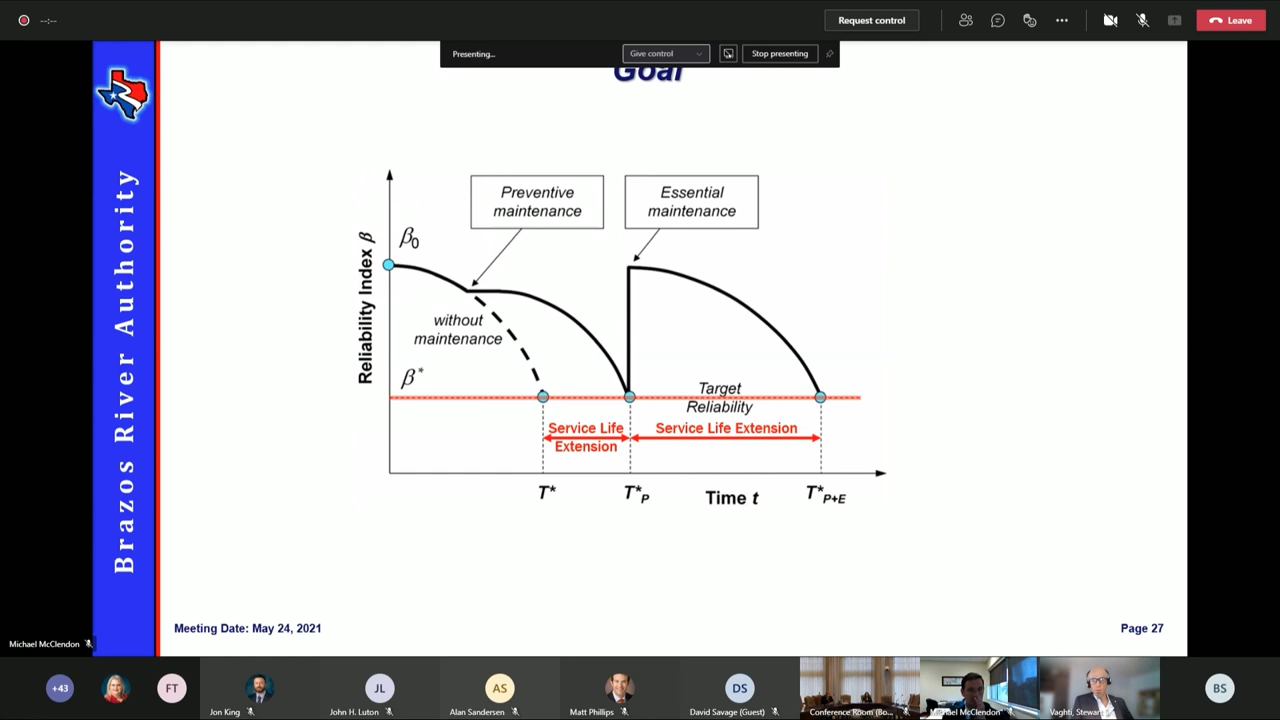 --:--
Request control
Leave
Presenting...
Give control
Stop presenting
Goal
Brazos River Authority
Preventive
maintenance
Essential
maintenance
β0
Reliability Index β
without
maintenance
β*
Target
Reliability
Service Life
Extension
Service Life Extension
T*
T*P
Time t
T*P+E
Meeting Date: May 24, 2021
Page 27
Michael McClendon
+43
FT
JL
AS
DS
BS
Jon King
John H. Luton
Alan Sandersen
Matt Phillips
David Savage (Guest)
Conference Room (Bo...
Michael McClendon
Vaghti, Stewart